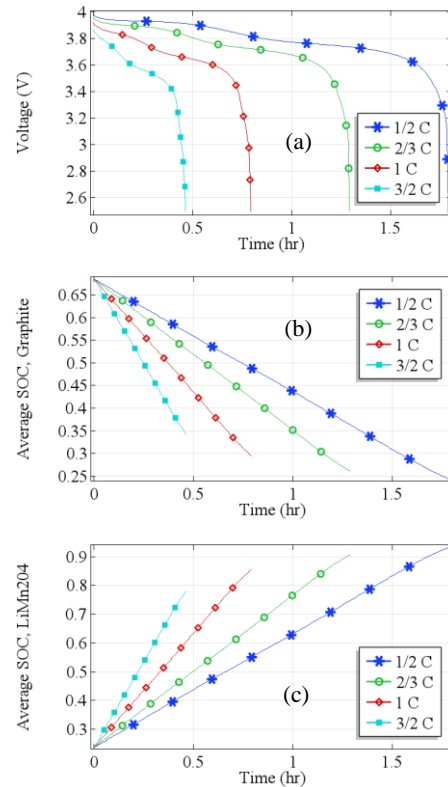 4
3.8
3.6
3.4
3.2
3
2.8
2.6
Voltage (V)
(a)
1/2 C
2/3 C
1 C
3/2 C
0
0.5
1
1.5
Time (hr)
0.65
0.6
0.55
0.5
0.45
0.4
0.35
0.3
0.25
Average SOC, Graphite
(b)
1/2 C
2/3 C
1 C
3/2 C
0
0.5
1
1.5
Time (hr)
0.9
0.8
0.7
0.6
0.5
0.4
0.3
Average SOC, LiMn204
(c)
1/2 C
2/3 C
1 C
3/2 C
0
0.5
1
1.5
Time (hr)